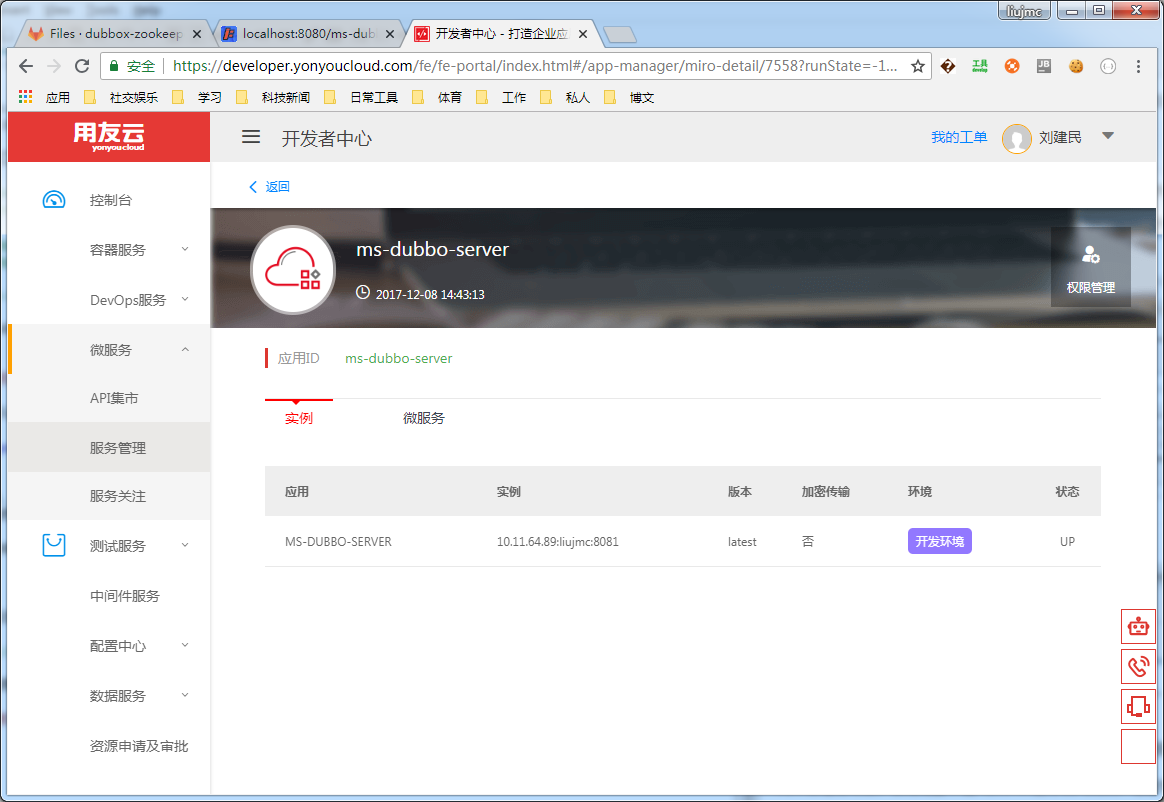 liujmc
Files · dubbox-zookeep
localhost:8080/ms-dub
开发者中心 - 打造企业应
安全 https://developer.yonyoucloud.com/fe/fe-portal/index.html#/app-manager/miro-detail/7558?runState=-1...
工具
JB
应用 社交娱乐 学习 科技新闻 日常工具 体育 工作 私人 博文
用友云
yonyoucloud
开发者中心
我的工单
刘建民
返回
控制台
容器服务
DevOps服务
微服务
API集市
服务管理
服务关注
测试服务
中间件服务
配置中心
数据服务
资源申请及审批
ms-dubbo-server
2017-12-08 14:43:13
权限管理
应用ID ms-dubbo-server
实例 微服务
应用 实例 版本 加密传输 环境 状态
MS-DUBBO-SERVER 10.11.64.89:liujmc:8081 latest 否 开发环境 UP